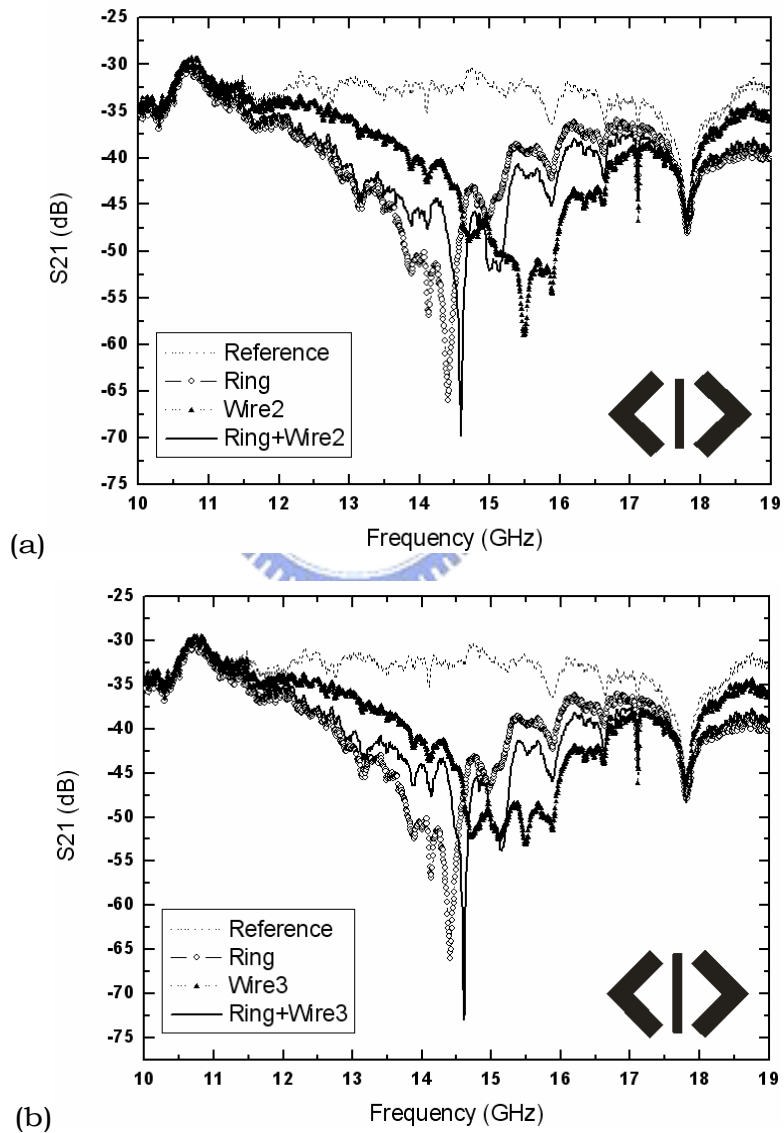 -25
-30
-35
-40
-45
-50
-55
-60
-65
-70
-75
S21 (dB)
Reference
Ring
Wire2
Ring+Wire2
10 11 12 13 14 15 16 17 18 19
Frequency (GHz)
(a)
-25
-30
-35
-40
-45
-50
-55
-60
-65
-70
-75
S21 (dB)
Reference
Ring
Wire3
Ring+Wire3
10 11 12 13 14 15 16 17 18 19
Frequency (GHz)
(b)